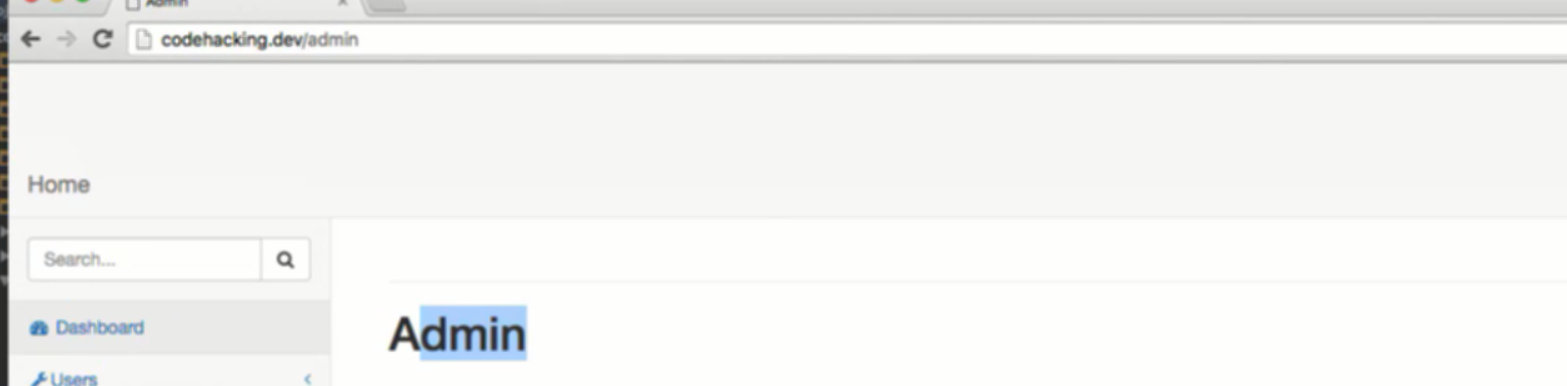 Admin
codehacking.dev/admin
Home
Search...
Dashboard
Admin
Users